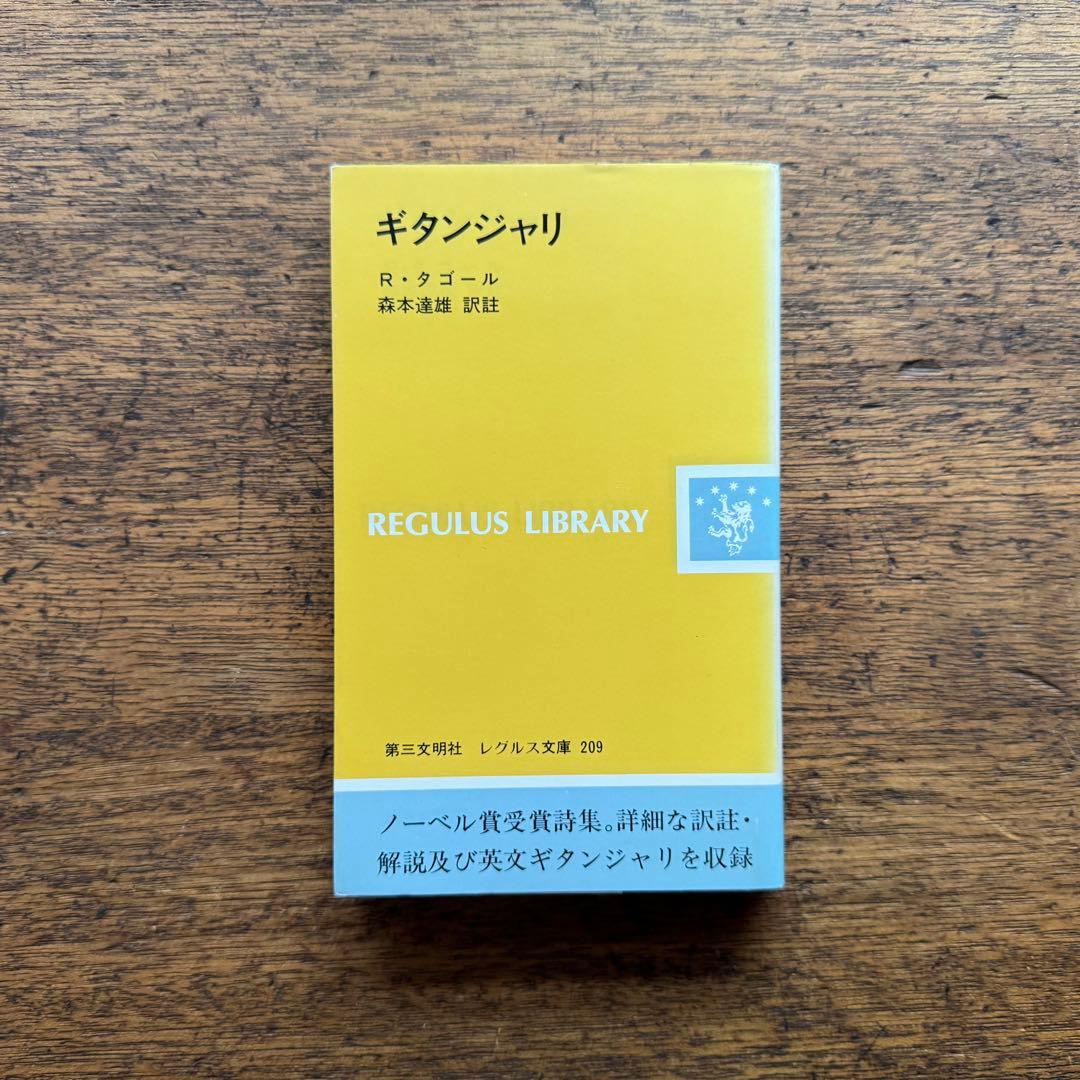 ギタンジャリ
R・タゴール
森本達雄 訳註
REGULUS LIBRARY
第三文明社 レグルス文庫 209
ノーベル賞受賞詩集。詳細な訳註・
解説及び英文ギタンジャリを収録